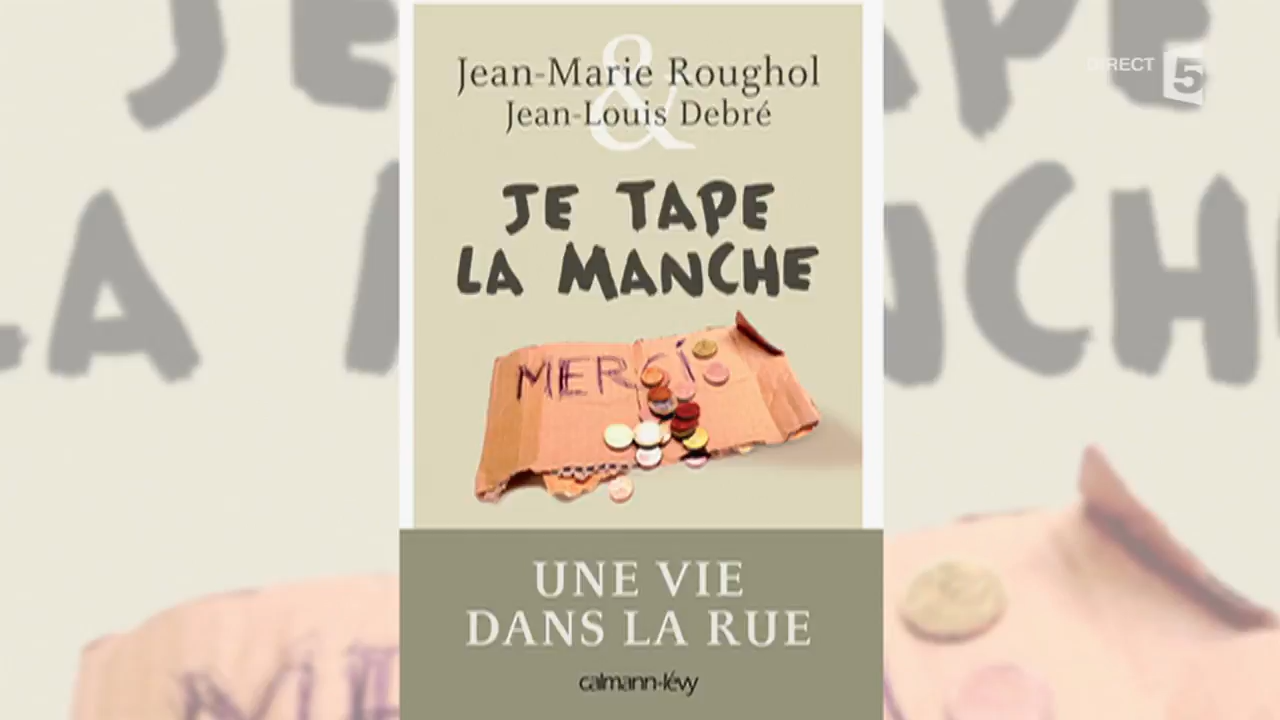 Jean-Marie Roughol
&
Jean-Louis Debré
JE TAPE
LA MANCHE
MERCI
UNE VIE
DANS LA RUE
calmann-lévy
DIRECT 5